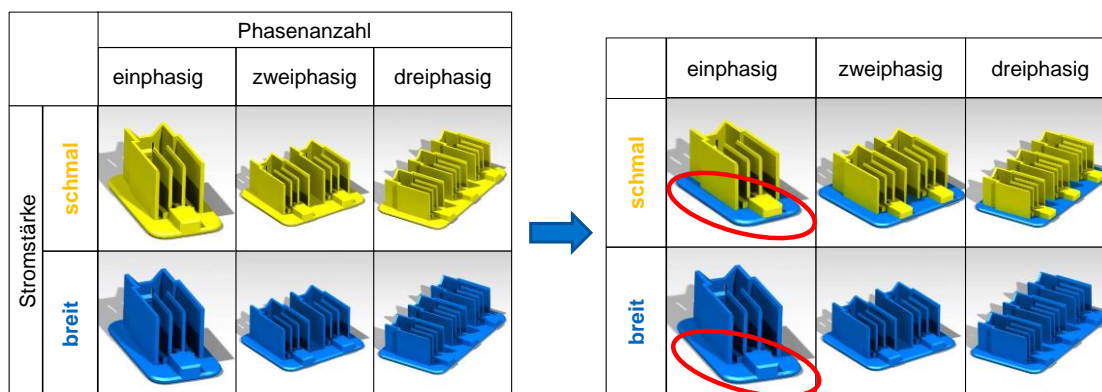 Phasenanzahl
einphasig
zweiphasig
dreiphasig
Stromstärke
schmal
breit
einphasig
zweiphasig
dreiphasig
schmal
breit